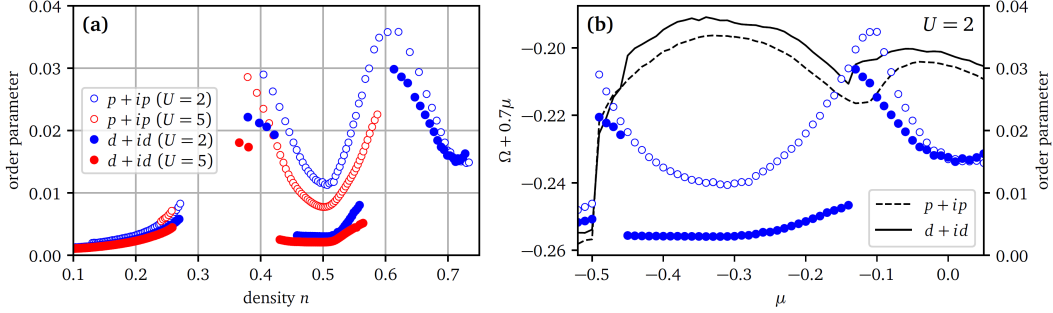 (a)
order parameter
0.04
0.03
0.02
0.01
0.00
p + ip (U = 2)
p + ip (U = 5)
d + id (U = 2)
d + id (U = 5)
0.1
0.2
0.3
0.4
0.5
0.6
0.7
density n
(b)
U = 2
Ω + 0.7μ
−0.20
−0.22
−0.24
−0.26
p + ip
d + id
−0.5
−0.4
−0.3
−0.2
−0.1
0.0
μ
0.04
0.03
0.02
0.01
0.00
order parameter